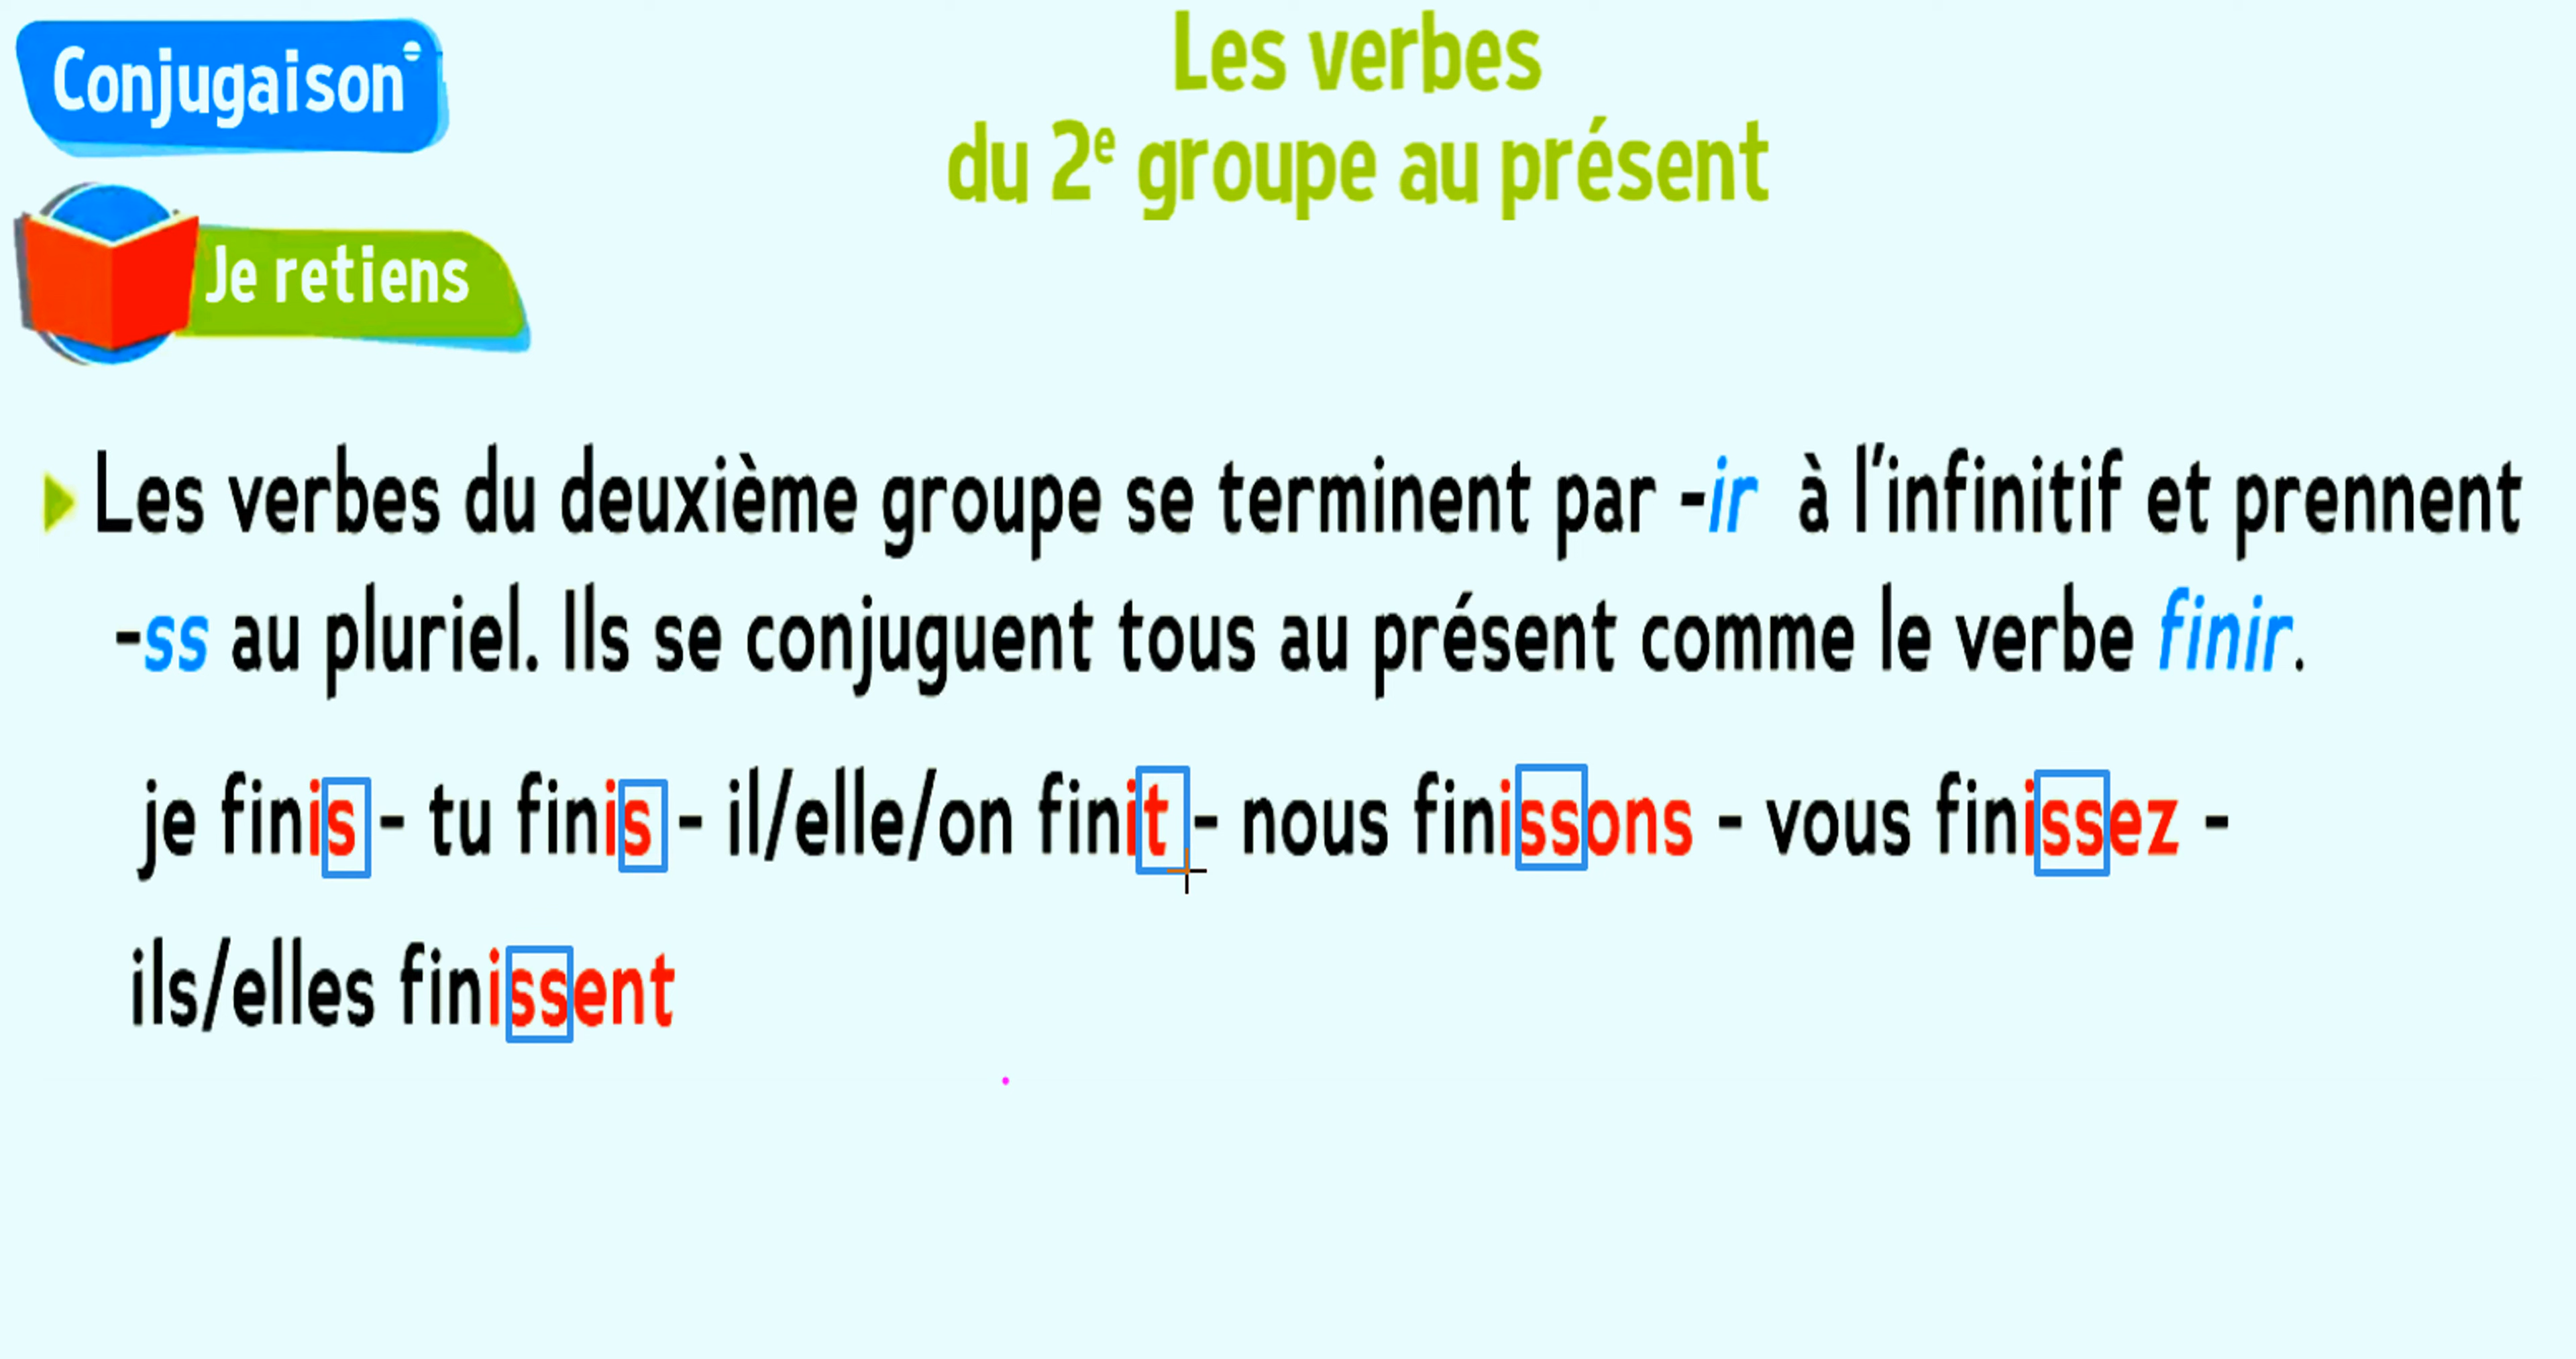 Conjugaison
Les verbes
du 2e groupe au présent
Je retiens
Les verbes du deuxième groupe se terminent par -ir à l'infinitif et prennent
-ss au pluriel. Ils se conjuguent tous au présent comme le verbe finir.
je finis - tu finis - il/elle/on finit - nous finissons - vous finissez -
ils/elles finissent